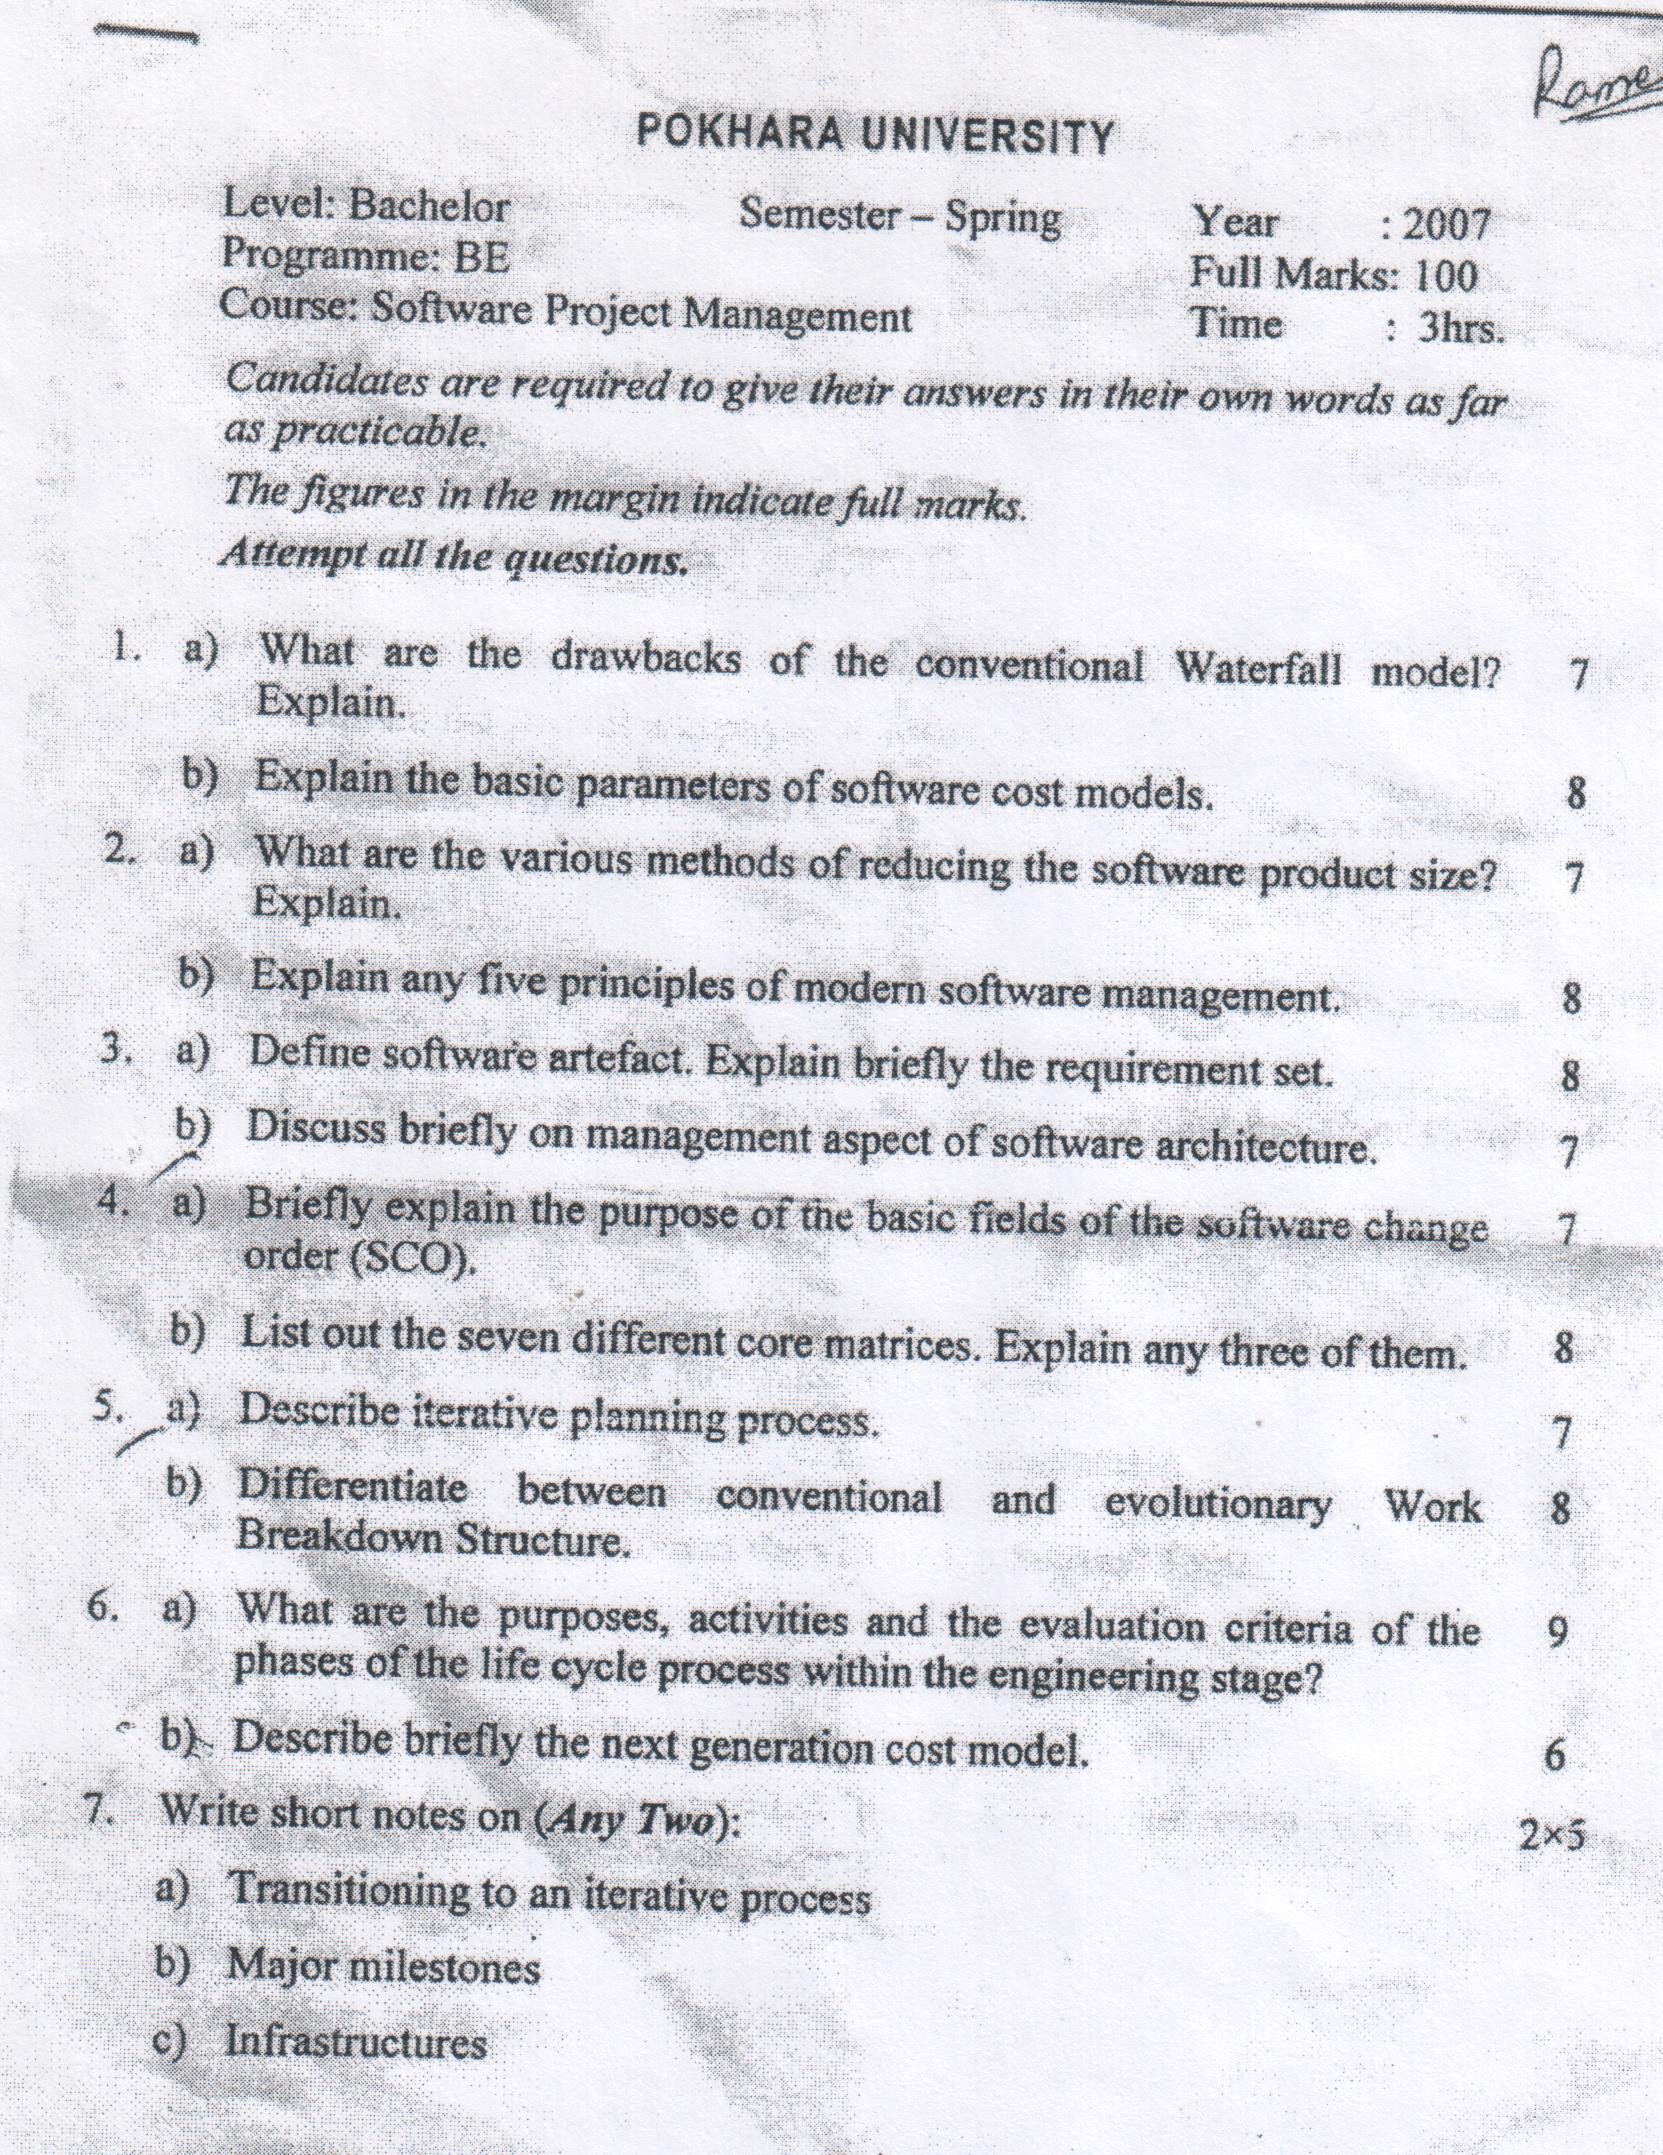 POKHARA UNIVERSITY
Level: Bachelor Semester – Spring Year : 2007
Programme: BE Full Marks: 100
Course: Software Project Management Time : 3hrs.
Candidates are required to give their answers in their own words as far
as practicable.
The figures in the margin indicate full marks.
Attempt all the questions.
1. a) What are the drawbacks of the conventional Waterfall model? 7
Explain.
b) Explain the basic parameters of software cost models. 8
2. a) What are the various methods of reducing the software product size? 7
Explain.
b) Explain any five principles of modern software management. 8
3. a) Define software artefact. Explain briefly the requirement set. 8
b) Discuss briefly on management aspect of software architecture. 7
4. a) Briefly explain the purpose of the basic fields of the software change 7
order (SCO).
b) List out the seven different core matrices. Explain any three of them. 8
5. a) Describe iterative planning process. 7
b) Differentiate between conventional and evolutionary Work 8
Breakdown Structure.
6. a) What are the purposes, activities and the evaluation criteria of the 9
phases of the life cycle process within the engineering stage?
b) Describe briefly the next generation cost model. 6
7. Write short notes on (Any Two): 2×5
a) Transitioning to an iterative process
b) Major milestones
c) Infrastructures